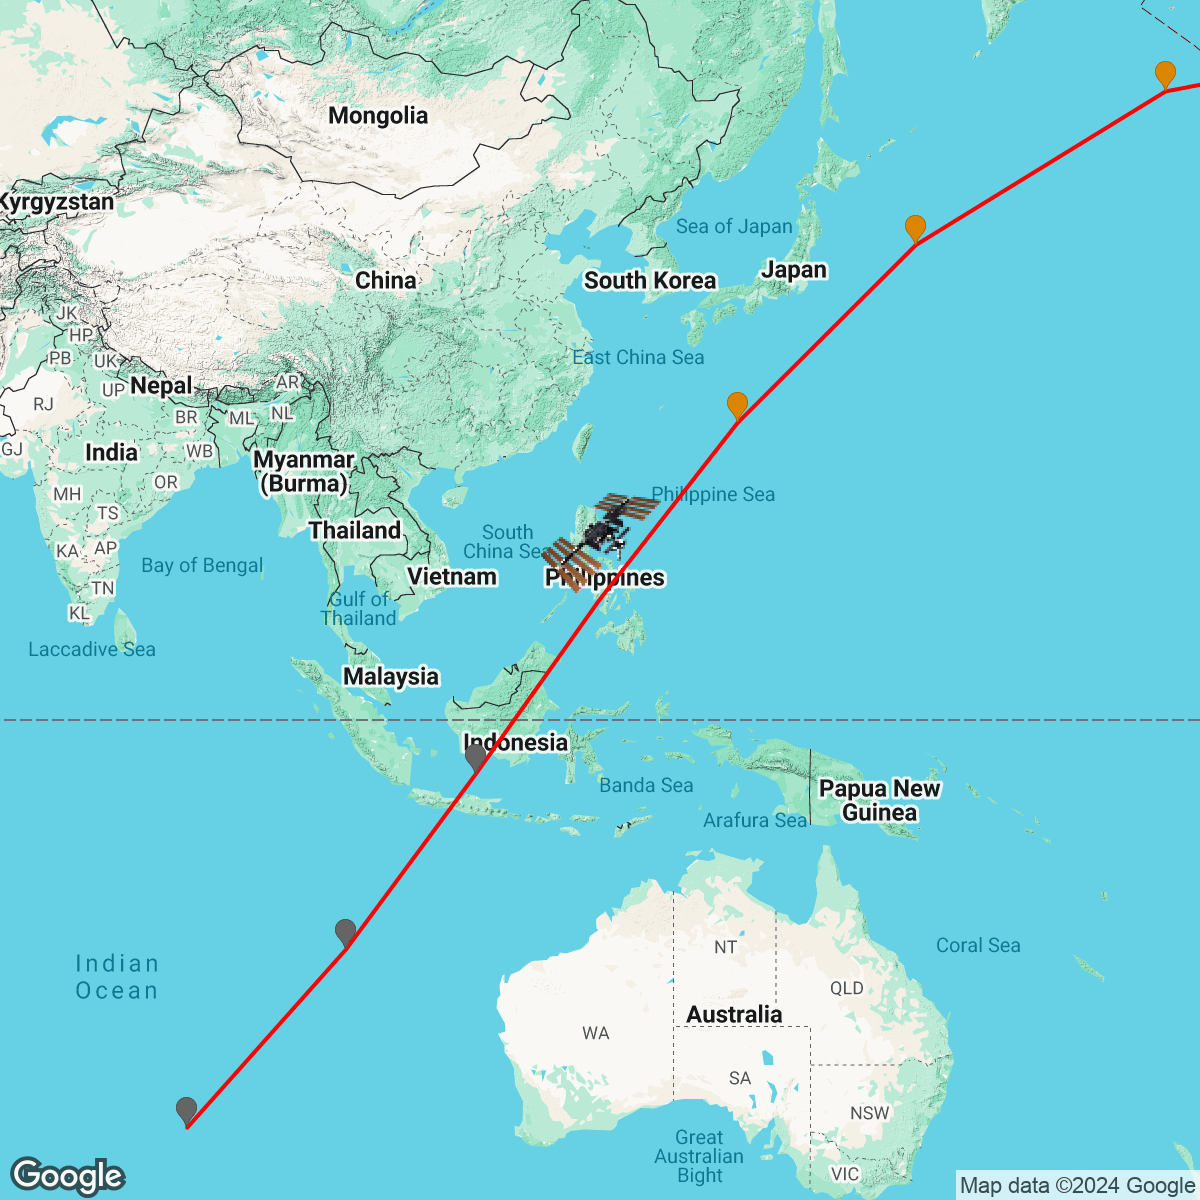 Mongolia
Kyrgyzstan
Sea of Japan
Japan
China
South Korea
JK
HP
PB
UK
East China Sea
Nepal
AR
UP
RJ
BR
ML
NL
GJ
India
WB
Myanmar
(Burma)
OR
MH
Philippine Sea
TS
Thailand
South
China Sea
KA
AP
Bay of Bengal
Vietnam
Philippines
TN
Gulf of
Thailand
KL
Laccadive Sea
Malaysia
Indonesia
Banda Sea
Papua New
Guinea
Arafura Sea
NT
Coral Sea
Indian
Ocean
QLD
Australia
WA
SA
NSW
Great
Australian
Bight
VIC
Google
Map data ©2024 Google